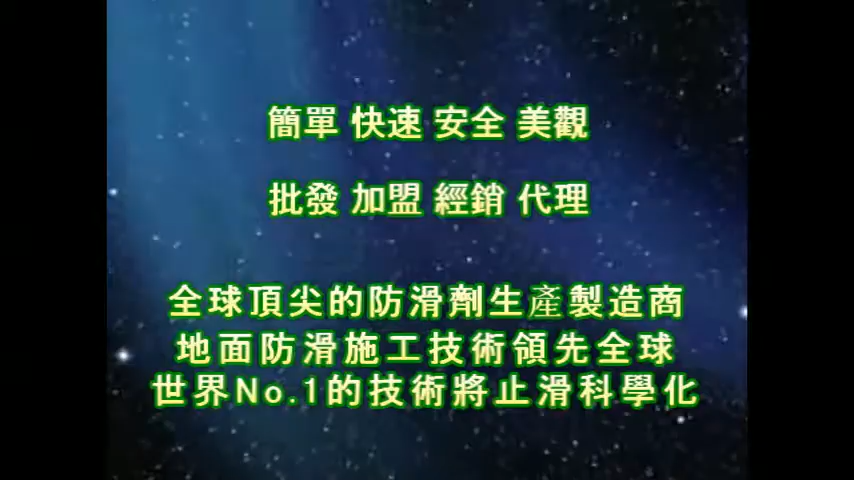 簡單 快速 安全 美觀
批發 加盟 經銷 代理
全球頂尖的防滑劑生產製造商
地面防滑施工技術領先全球
世界No.1的技術將止滑科學化